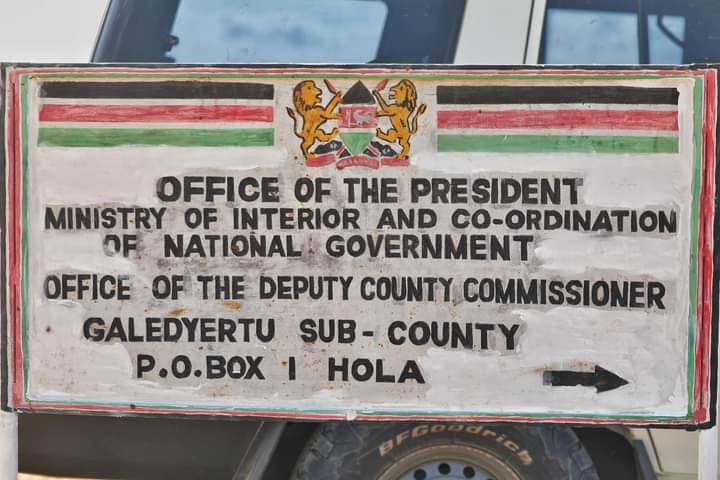 OFFICE OF THE PRESIDENT
MINISTRY OF INTERIOR AND CO-ORDINATION
OF NATIONAL GOVERNMENT
OFFICE OF THE DEPUTY COUNTY COMMISSIONER
GALEDYERTU SUB-COUNTY
P.O.BOX 1 HOLA
BFGoodrich